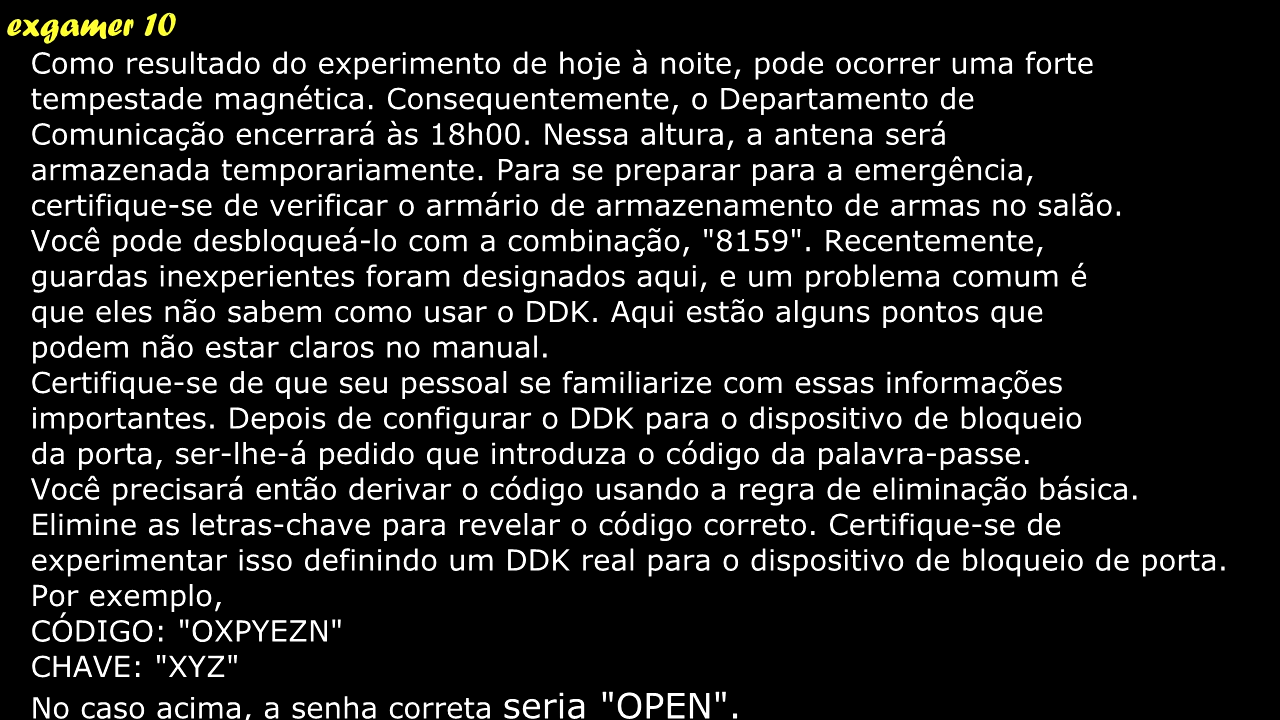 exgamer 10
Como resultado do experimento de hoje à noite, pode ocorrer uma forte
tempestade magnética. Consequentemente, o Departamento de
Comunicação encerrará às 18h00. Nessa altura, a antena será
armazenada temporariamente. Para se preparar para a emergência,
certifique-se de verificar o armário de armazenamento de armas no salão.
Você pode desbloqueá-lo com a combinação, "8159". Recentemente,
guardas inexperientes foram designados aqui, e um problema comum é
que eles não sabem como usar o DDK. Aqui estão alguns pontos que
podem não estar claros no manual.
Certifique-se de que seu pessoal se familiarize com essas informações
importantes. Depois de configurar o DDK para o dispositivo de bloqueio
da porta, ser-lhe-á pedido que introduza o código da palavra-passe.
Você precisará então derivar o código usando a regra de eliminação básica.
Elimine as letras-chave para revelar o código correto. Certifique-se de
experimentar isso definindo um DDK real para o dispositivo de bloqueio de porta.
Por exemplo,
CÓDIGO: "OXPYEZN"
CHAVE: "XYZ"
No caso acima, a senha correta seria "OPEN".